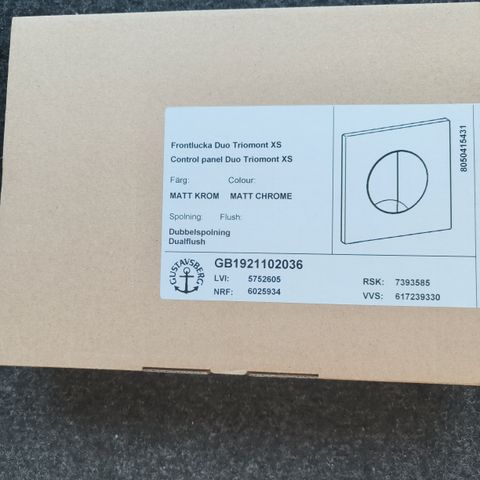 Frontlucka Duo Triomont XS
Control panel Duo Triomont XS
Färg: Colour:
MATT KROM MATT CHROME
Spolning: Flush:
Dubbelspolning
Dualflush
8050415431
GUSTAVSBERG
GB1921102036
LVI: 5752605
NRF: 6025934
RSK: 7393585
VVS: 617239330